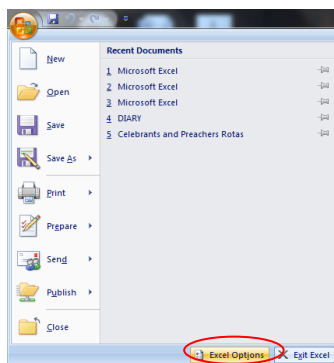 New
Open
Save
Save As
Print
Prepare
Send
Publish
Close
Recent Documents
1 Microsoft Excel
2 Microsoft Excel
3 Microsoft Excel
4 DIARY
5 Celebrants and Preachers Rotas
Excel Options
Exit Excel